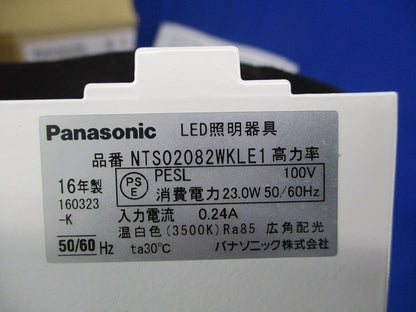 Panasonic LED照明器具
品番 NTS02082WKLE1 高力率
16年製 PS E PESL 100V
160323 消費電力 23.0W 50/60Hz
-K 入力電流 0.24A
温白色(3500K) Ra85 広角配光
50/60 Hz ta30℃ パナソニック株式会社